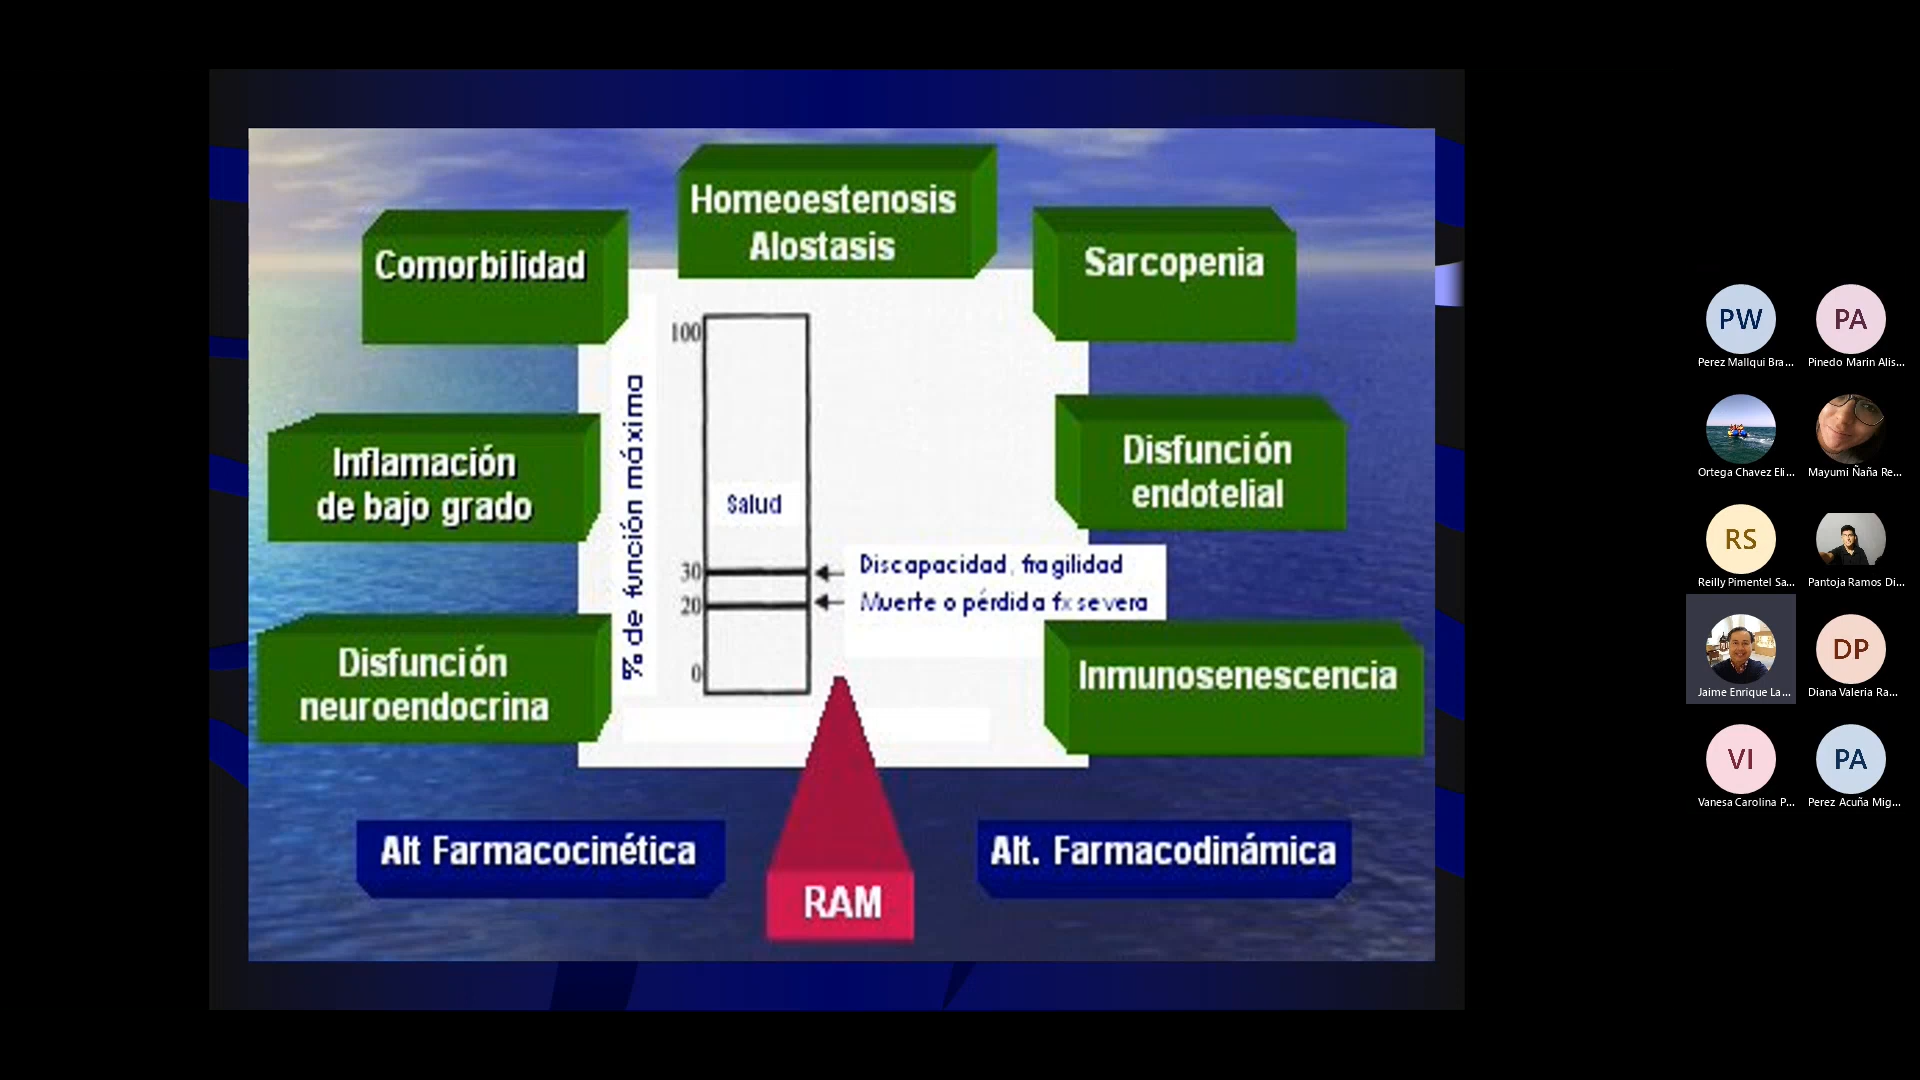 Homeoestenosis
Alostasis
Comorbilidad
Sarcopenia
100
% de función máxima
Inflamación
de bajo grado
Disfunción
endotelial
Salud
30
Discapacidad, fragilidad
20
Muerte o pérdida fx severa
0
Disfunción
neuroendocrina
Inmunosenescencia
Alt Farmacocinética
Alt. Farmacodinámica
RAM
PW
PA
Perez Mallqui Bra...
Pinedo Marin Alis...
Ortega Chavez Eli...
Mayumi Ñaña Re...
RS
Reilly Pimentel Sa...
Pantoja Ramos Di...
DP
Jaime Enrique La...
Diana Valeria Ra...
VI
PA
Vanesa Carolina P...
Perez Acuña Mig...